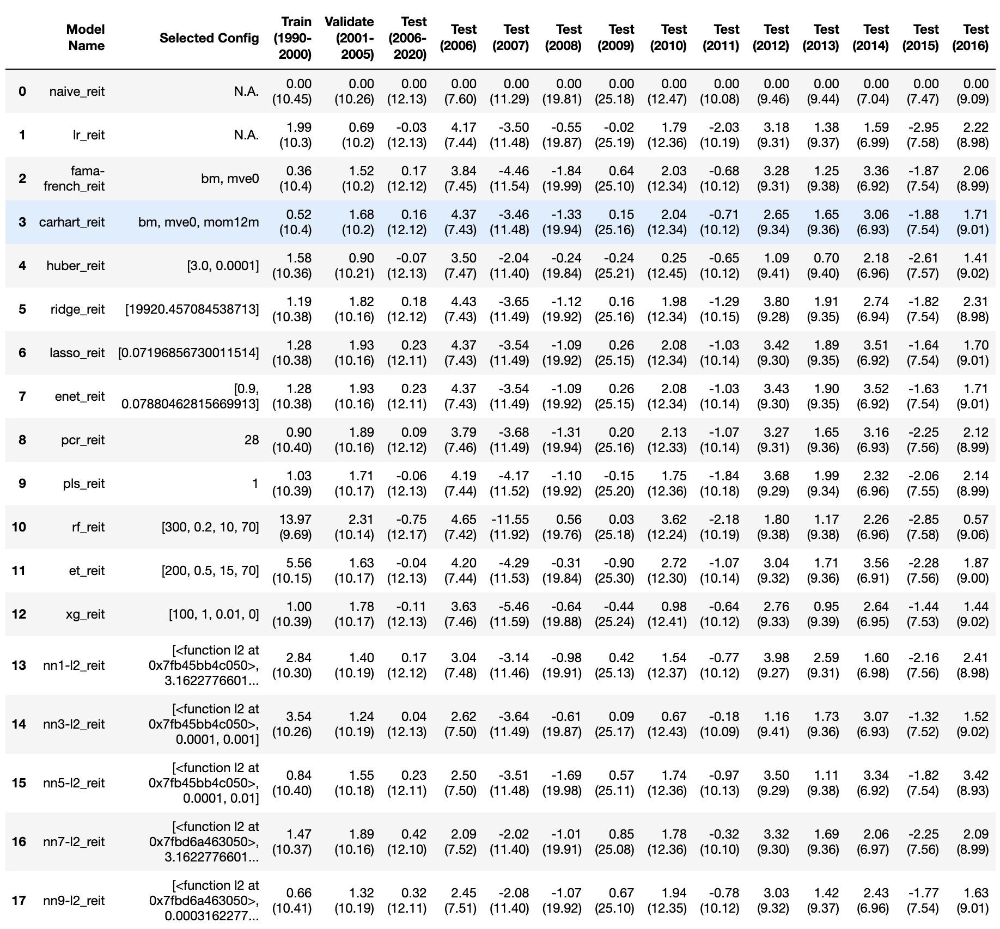 Model Name Selected Config Train (1990-2000) Validate (2001-2005) Test (2006-2020) Test (2006) Test (2007) Test (2008) Test (2009) Test (2010) Test (2011) Test (2012) Test (2013) Test (2014) Test (2015) Test (2016)
0 naive_reit N.A. 0.00 0.00 0.00 0.00 0.00 0.00 0.00 0.00 0.00 0.00 0.00 0.00 0.00 0.00
(10.45) (10.26) (12.13) (7.60) (11.29) (19.81) (25.18) (12.47) (10.08) (9.46) (9.44) (7.04) (7.47) (9.09)
1 lr_reit N.A. 1.99 0.69 -0.03 4.17 -3.50 -0.55 -0.02 1.79 -2.03 3.18 1.38 1.59 -2.95 2.22
(10.3) (10.2) (12.13) (7.44) (11.48) (19.87) (25.19) (12.36) (10.19) (9.31) (9.37) (6.99) (7.58) (8.98)
2 fama-french_reit bm, mve0 0.36 1.52 0.17 3.84 -4.46 -1.84 0.64 2.03 -0.68 3.28 1.25 3.36 -1.87 2.06
(10.4) (10.2) (12.12) (7.45) (11.54) (19.99) (25.10) (12.34) (10.12) (9.31) (9.38) (6.92) (7.54) (8.99)
3 carhart_reit bm, mve0, mom12m 0.52 1.68 0.16 4.37 -3.46 -1.33 0.15 2.04 -0.71 2.65 1.65 3.06 -1.88 1.71
(10.4) (10.2) (12.12) (7.43) (11.48) (19.94) (25.16) (12.34) (10.12) (9.34) (9.36) (6.93) (7.54) (9.01)
4 huber_reit [3.0, 0.0001] 1.58 0.90 -0.07 3.50 -2.04 -0.24 -0.24 0.25 -0.65 1.09 0.70 2.18 -2.61 1.41
(10.36) (10.21) (12.13) (7.47) (11.40) (19.84) (25.21) (12.45) (10.12) (9.41) (9.40) (6.96) (7.57) (9.02)
5 ridge_reit [19920.457084538713] 1.19 1.82 0.18 4.43 -3.65 -1.12 0.16 1.98 -1.29 3.80 1.91 2.74 -1.82 2.31
(10.38) (10.16) (12.12) (7.43) (11.49) (19.92) (25.16) (12.34) (10.15) (9.28) (9.35) (6.94) (7.54) (8.98)
6 lasso_reit [0.07196856730011514] 1.28 1.93 0.23 4.37 -3.54 -1.09 0.26 2.08 -1.03 3.42 1.89 3.51 -1.64 1.70
(10.38) (10.16) (12.11) (7.43) (11.49) (19.92) (25.15) (12.34) (10.14) (9.30) (9.35) (6.92) (7.54) (9.01)
7 enet_reit [0.9, 0.07880462815669913] 1.28 1.93 0.23 4.37 -3.54 -1.09 0.26 2.08 -1.03 3.43 1.90 3.52 -1.63 1.71
(10.38) (10.16) (12.11) (7.43) (11.49) (19.92) (25.15) (12.34) (10.14) (9.30) (9.35) (6.92) (7.54) (9.01)
8 pcr_reit 28 0.90 1.89 0.09 3.79 -3.68 -1.31 0.20 2.13 -1.07 3.27 1.65 3.16 -2.25 2.12
(10.40) (10.16) (12.12) (7.46) (11.49) (19.94) (25.16) (12.33) (10.14) (9.31) (9.36) (6.93) (7.56) (8.99)
9 pls_reit 1 1.03 1.71 -0.06 4.19 -4.17 -1.10 -0.15 1.75 -1.84 3.68 1.99 2.32 -2.06 2.14
(10.39) (10.17) (12.13) (7.44) (11.52) (19.92) (25.20) (12.36) (10.18) (9.29) (9.34) (6.96) (7.55) (8.99)
10 rf_reit [300, 0.2, 10, 70] 13.97 2.31 -0.75 4.65 -11.55 0.56 0.03 3.62 -2.18 1.80 1.17 2.26 -2.85 0.57
(9.69) (10.14) (12.17) (7.42) (11.92) (19.76) (25.18) (12.24) (10.19) (9.38) (9.38) (6.96) (7.58) (9.06)
11 et_reit [200, 0.5, 15, 70] 5.56 1.63 -0.04 4.20 -4.29 -0.31 -0.90 2.72 -1.07 3.04 1.71 3.56 -2.28 1.87
(10.15) (10.17) (12.13) (7.44) (11.53) (19.84) (25.30) (12.30) (10.14) (9.32) (9.36) (6.91) (7.56) (9.00)
12 xg_reit [100, 1, 0.01, 0] 1.00 1.78 -0.11 3.63 -5.46 -0.64 -0.44 0.98 -0.64 2.76 0.95 2.64 -1.44 1.44
(10.39) (10.17) (12.13) (7.46) (11.59) (19.88) (25.24) (12.41) (10.12) (9.33) (9.39) (6.95) (7.53) (9.02)
13 nn1-l2_reit [<function l2 at 0x7fb45bb4c050>, 3.1622776601... 2.84 1.40 0.17 3.04 -3.14 -0.98 0.42 1.54 -0.77 3.98 2.59 1.60 -2.16 2.41
(10.30) (10.19) (12.12) (7.48) (11.46) (19.91) (25.13) (12.37) (10.12) (9.27) (9.31) (6.98) (7.56) (8.98)
14 nn3-l2_reit [<function l2 at 0x7fb45bb4c050>, 0.0001, 0.001] 3.54 1.24 0.04 2.62 -3.64 -0.61 0.09 0.67 -0.18 1.16 1.73 3.07 -1.32 1.52
(10.26) (10.19) (12.13) (7.50) (11.49) (19.87) (25.17) (12.43) (10.09) (9.41) (9.36) (6.93) (7.52) (9.02)
15 nn5-l2_reit [<function l2 at 0x7fb45bb4c050>, 0.0001, 0.01] 0.84 1.55 0.23 2.50 -3.51 -1.69 0.57 1.74 -0.97 3.50 1.11 3.34 -1.82 3.42
(10.40) (10.18) (12.11) (7.50) (11.48) (19.98) (25.11) (12.36) (10.13) (9.29) (9.38) (6.92) (7.54) (8.93)
16 nn7-l2_reit [<function l2 at 0x7fbd6a463050>, 3.1622776601... 1.47 1.89 0.42 2.09 -2.02 -1.01 0.85 1.78 -0.32 3.32 1.69 2.06 -2.25 2.09
(10.37) (10.16) (12.10) (7.52) (11.40) (19.91) (25.08) (12.36) (10.10) (9.30) (9.36) (6.97) (7.56) (8.99)
17 nn9-l2_reit [<function l2 at 0x7fbd6a463050>, 0.0003162277... 0.66 1.32 0.32 2.45 -2.08 -1.07 0.67 1.94 -0.78 3.03 1.42 2.43 -1.77 1.63
(10.41) (10.19) (12.11) (7.51) (11.40) (19.92) (25.10) (12.35) (10.12) (9.32) (9.37) (6.96) (7.54) (9.01)